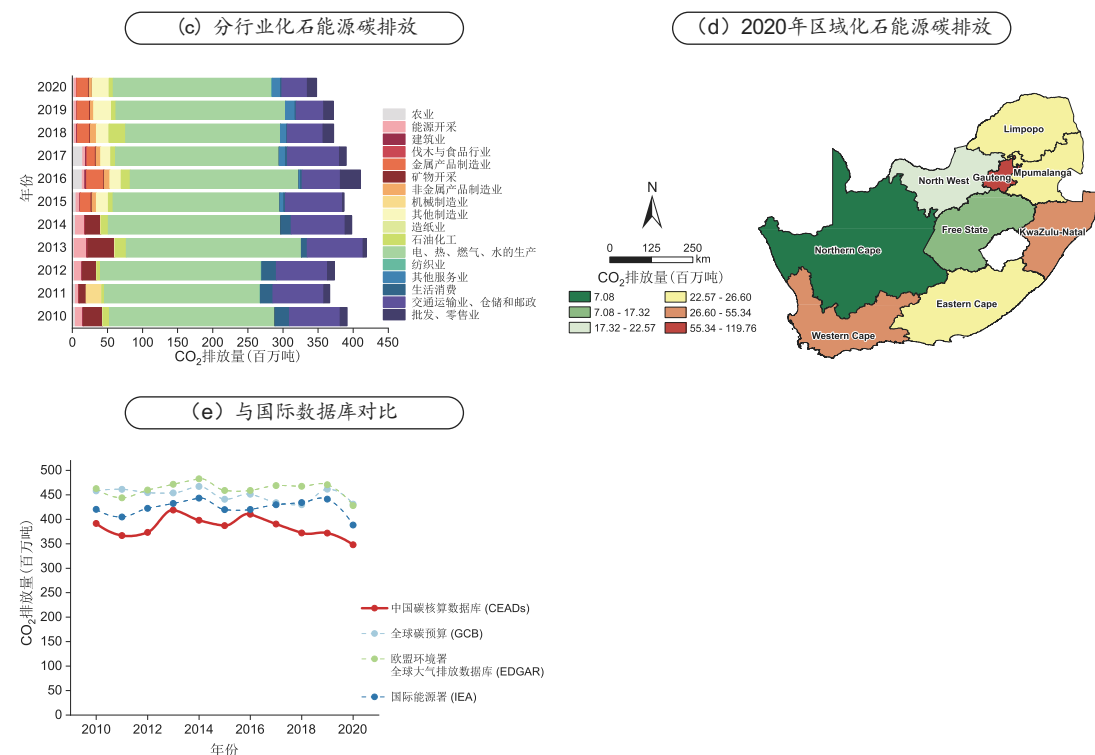 (c) 分行业化石能源碳排放
2020
2019
2018
2017
2016
2015
2014
2013
2012
2011
2010
年份
0 50 100 150 200 250 300 350 400 450
CO₂排放量(百万吨)
农业
能源开采
建筑业
伐木与食品行业
金属产品制造业
矿物开采
非金属产品制造业
机械制造业
其他制造业
造纸业
石油化工
电、热、燃气、水的生产
纺织业
其他服务业
生活消费
交通运输业、仓储和邮政
批发、零售业
(d) 2020年区域化石能源碳排放
Limpopo
Mpumalanga
Gauteng
North West
Free State
KwaZulu-Natal
Northern Cape
Eastern Cape
Western Cape
N
0 125 250
km
CO₂排放量(百万吨)
7.08
7.08 - 17.32
17.32 - 22.57
22.57 - 26.60
26.60 - 55.34
55.34 - 119.76
(e) 与国际数据库对比
500
450
400
350
300
250
200
150
100
50
0
CO₂排放量(百万吨)
2010 2012 2014 2016 2018 2020
年份
中国碳核算数据库 (CEADs)
全球碳预算 (GCB)
欧盟环境署
全球大气排放数据库 (EDGAR)
国际能源署 (IEA)